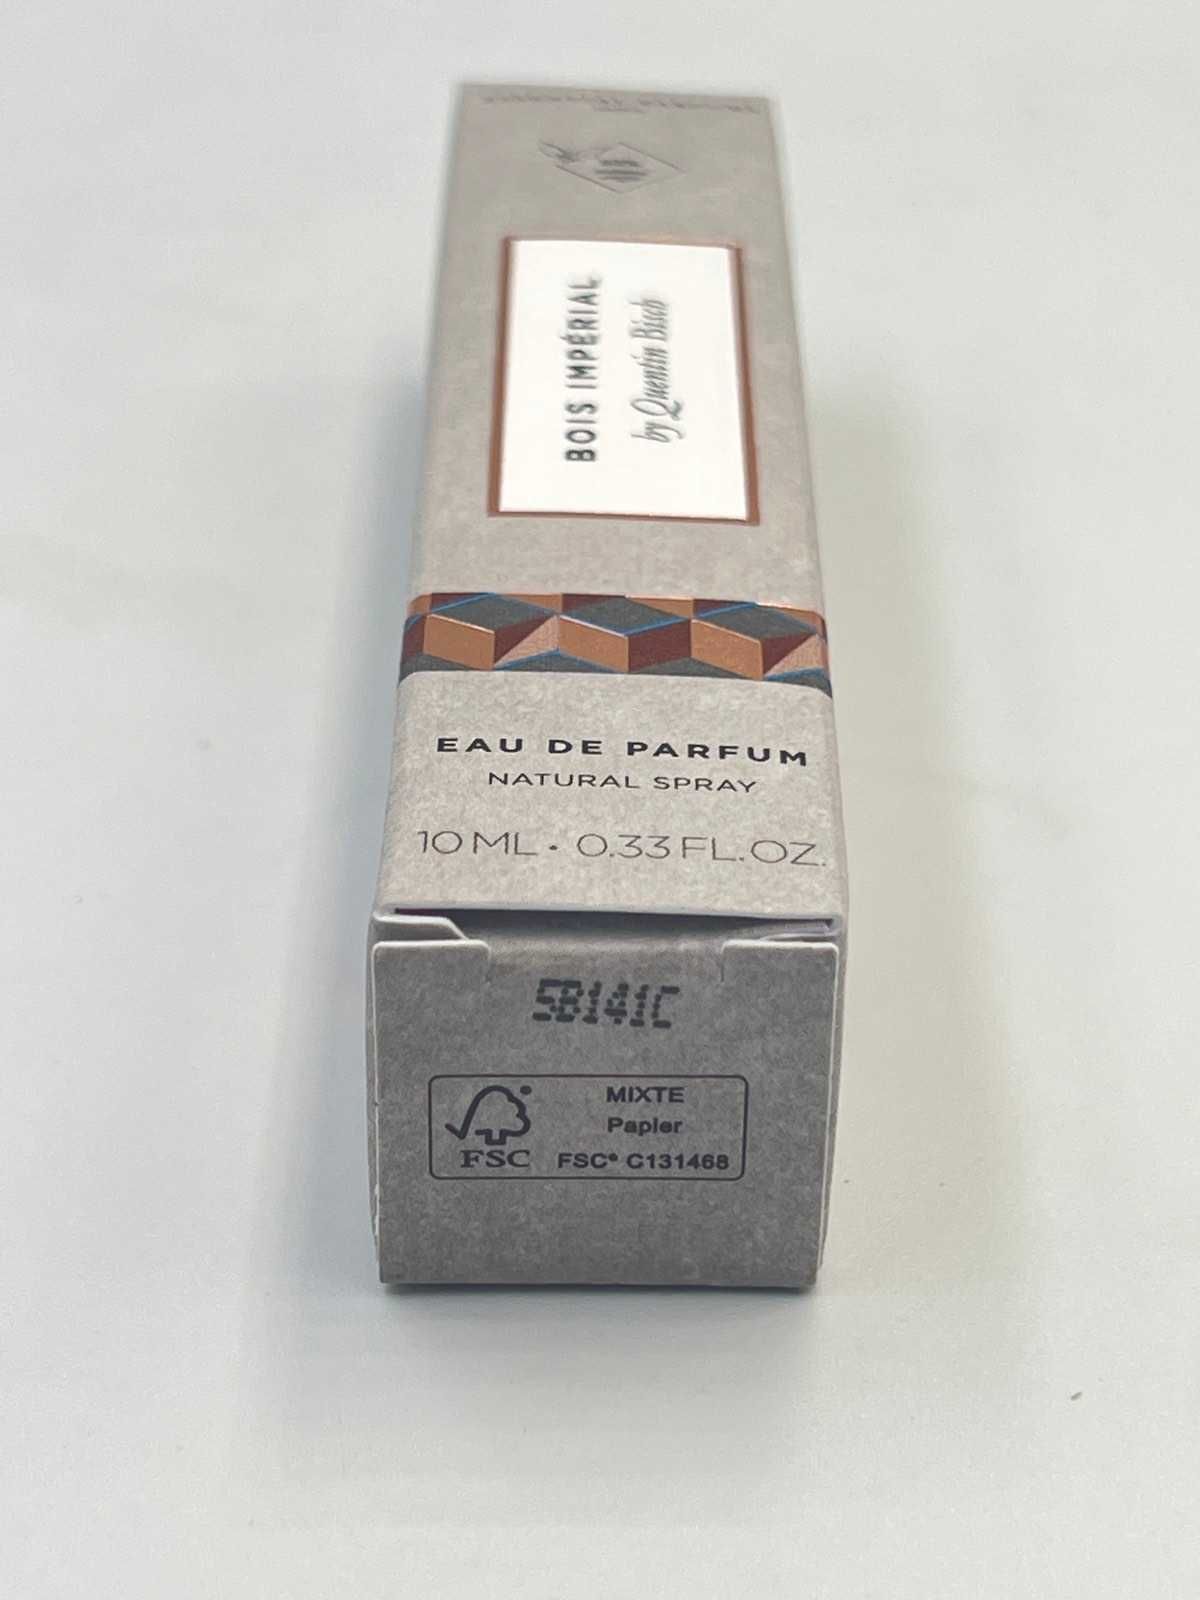 BOIS IMPÉRIAL
by Quentin Bisch
EAU DE PARFUM
NATURAL SPRAY
10 ML • 0.33 FL.OZ.
5B141C
FSC
MIXTE
Papier
FSC® C131468